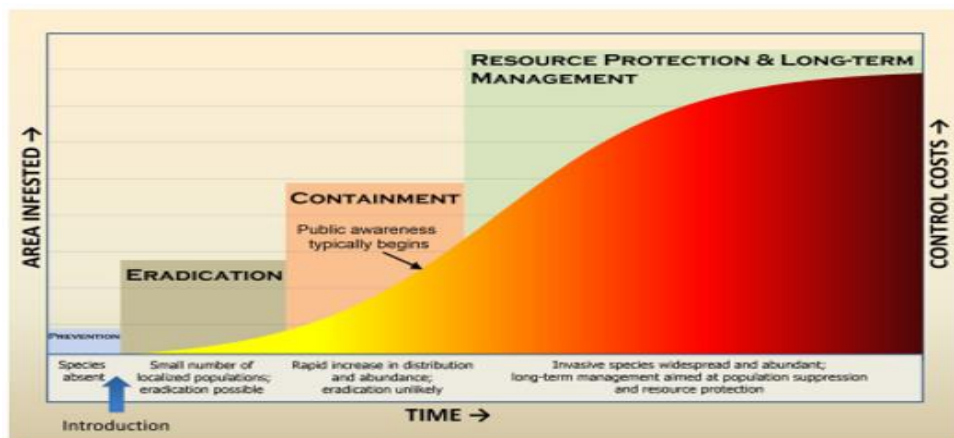 RESOURCE PROTECTION & LONG-TERM
MANAGEMENT
CONTAINMENT
Public awareness
typically begins
ERADICATION
PREVENTION
AREA INFESTED →
CONTROL COSTS →
Species
absent
Small number of
localized populations;
eradication possible
Rapid increase in distribution
and abundance;
eradication unlikely
Invasive species widespread and abundant;
long-term management aimed at population suppression
and resource protection
TIME →
Introduction